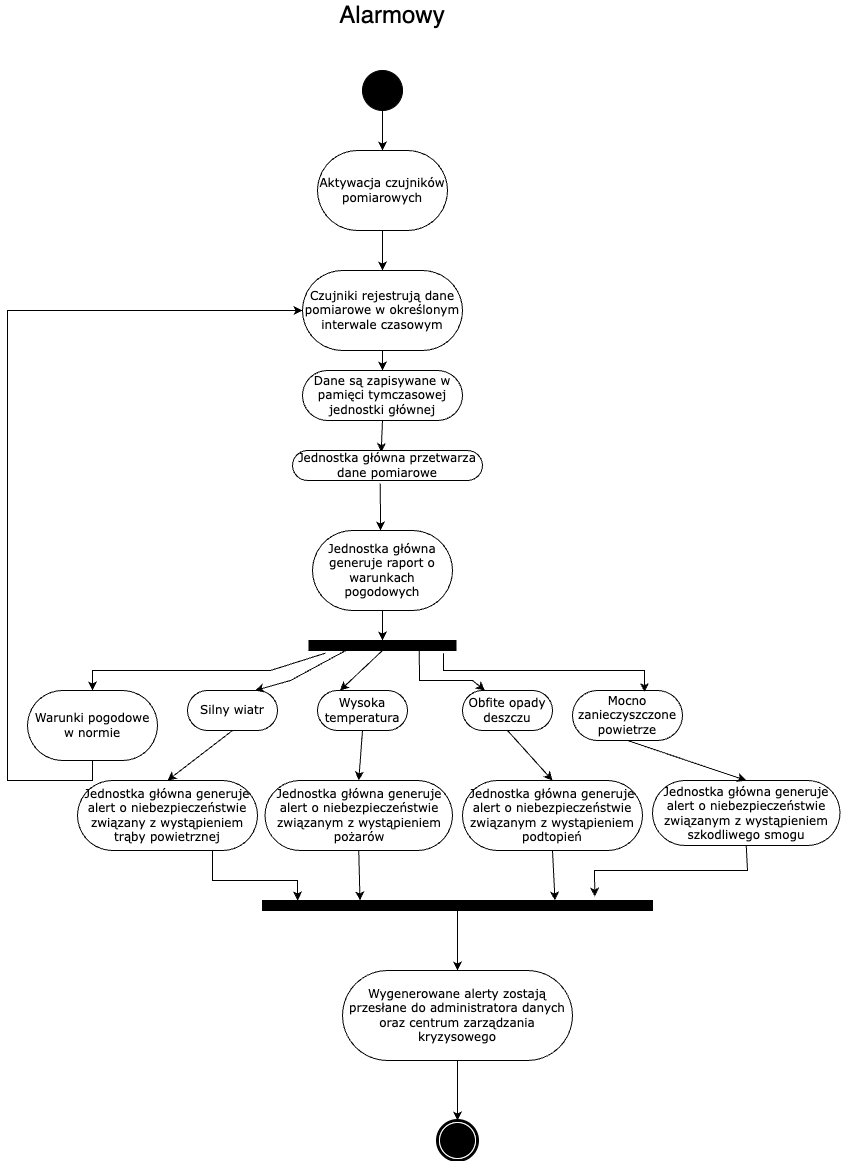 Alarmowy
Aktywacja czujników
pomiarowych
Czujniki rejestrują dane
pomiarowe w określonym
interwale czasowym
Dane są zapisywane w
pamięci tymczasowej
jednostki głównej
Jednostka główna przetwarza
dane pomiarowe
Jednostka główna
generuje raport o
warunkach
pogodowych
Warunki pogodowe
w normie
Silny wiatr
Wysoka
temperatura
Obfite opady
deszczu
Mocno
zanieczyszczone
powietrze
Jednostka główna generuje
alert o niebezpieczeństwie
związany z wystąpieniem
trąby powietrznej
Jednostka główna generuje
alert o niebezpieczeństwie
związanym z wystąpieniem
pożarów
Jednostka główna generuje
alert o niebezpieczeństwie
związanym z wystąpieniem
podtopień
Jednostka główna generuje
alert o niebezpieczeństwie
związanym z wystąpieniem
szkodliwego smogu
Wygenerowane alerty zostają
przesłane do administratora danych
oraz centrum zarządzania
kryzysowego